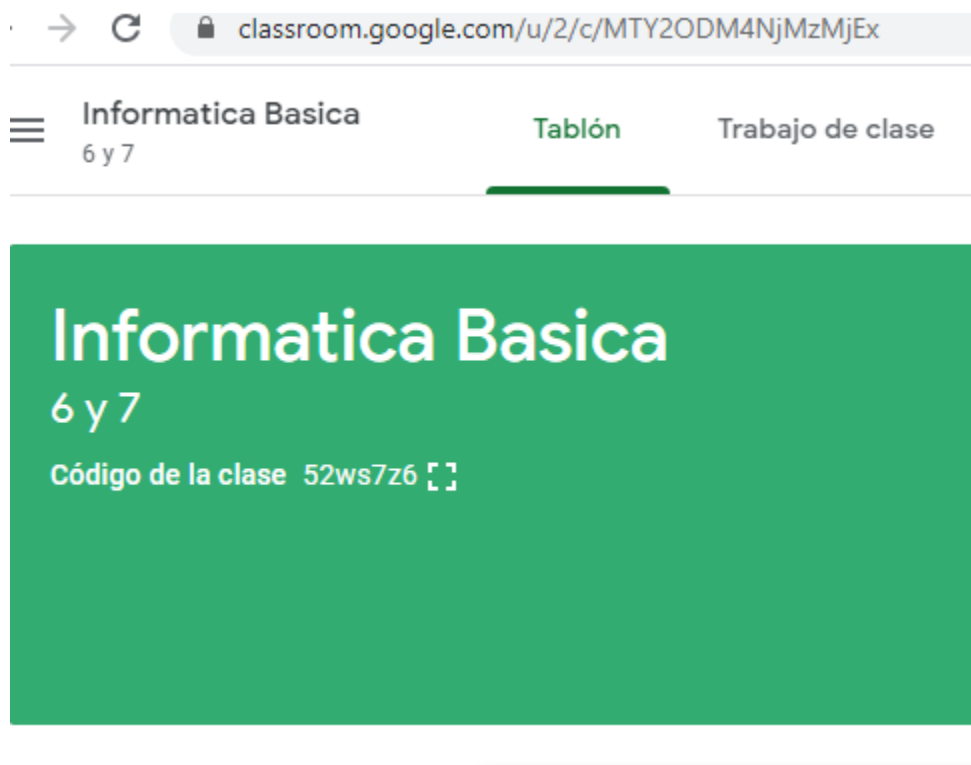 classroom.google.com/u/2/c/MTY2ODM4NjMzMjEx
Informatica Basica
6 y 7
Tablón
Trabajo de clase
Informatica Basica
6 y 7
Código de la clase 52ws7z6